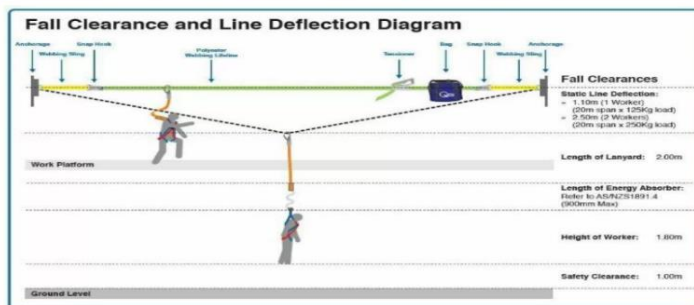 Fall Clearance and Line Deflection Diagram
Anchorage
Webbing Sling
Snap Hook
Polyester
Webbing Lifeline
Tensioner
Bag
Snap Hook
Webbing Sling
Anchorage
Fall Clearances
Static Line Deflection:
= 1.10m (1 Worker)
(20m span x 125Kg load)
= 2.50m (2 Workers)
(20m span x 250Kg load)
Work Platform
Length of Lanyard: 2.00m
Length of Energy Absorber:
Refer to AS/NZS1891.4
(900mm Max)
Height of Worker: 1.80m
Safety Clearance: 1.00m
Ground Level